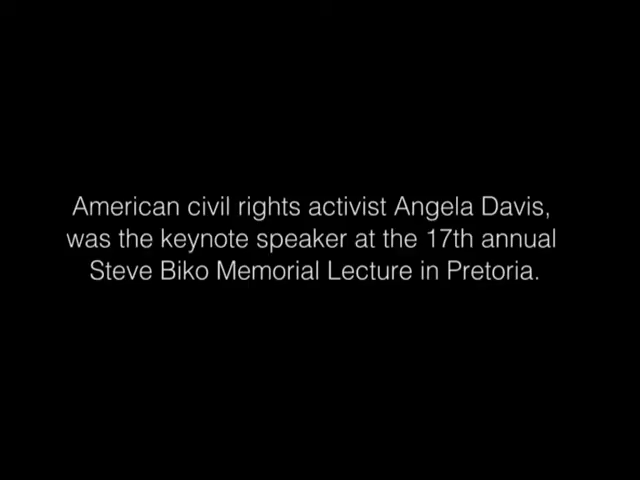 American civil rights activist Angela Davis,
was the keynote speaker at the 17th annual
Steve Biko Memorial Lecture in Pretoria.